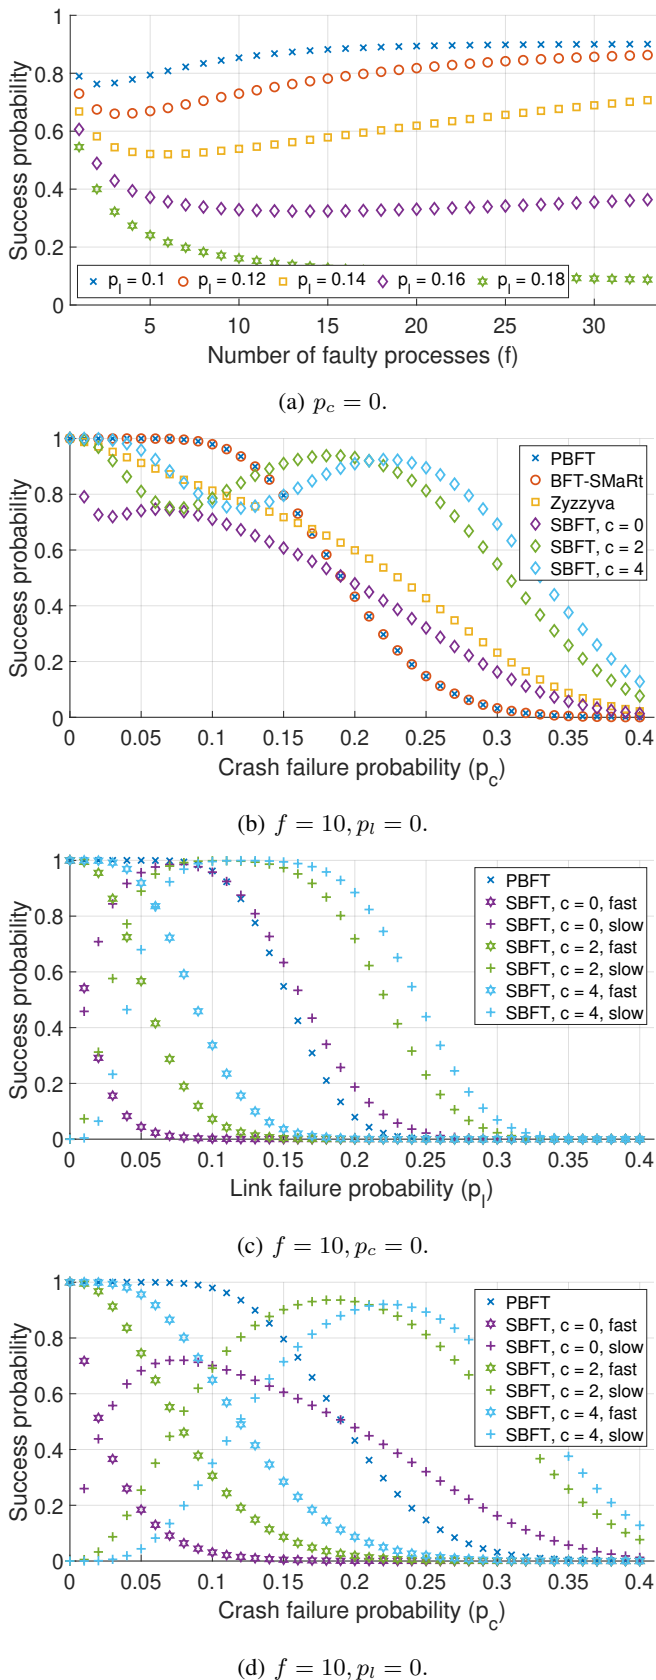 1
0.8
0.6
0.4
0.2
0
Success probability
p_l = 0.1 p_l = 0.12 p_l = 0.14 p_l = 0.16 p_l = 0.18
5 10 15 20 25 30
Number of faulty processes (f)
(a) p_c = 0.
1
0.8
0.6
0.4
0.2
0
Success probability
PBFT
BFT-SMaRt
Zyzzyva
SBFT, c = 0
SBFT, c = 2
SBFT, c = 4
0 0.05 0.1 0.15 0.2 0.25 0.3 0.35 0.4
Crash failure probability (p_c)
(b) f = 10, p_l = 0.
1
0.8
0.6
0.4
0.2
0
Success probability
PBFT
SBFT, c = 0, fast
SBFT, c = 0, slow
SBFT, c = 2, fast
SBFT, c = 2, slow
SBFT, c = 4, fast
SBFT, c = 4, slow
0 0.05 0.1 0.15 0.2 0.25 0.3 0.35 0.4
Link failure probability (p_l)
(c) f = 10, p_c = 0.
1
0.8
0.6
0.4
0.2
0
Success probability
PBFT
SBFT, c = 0, fast
SBFT, c = 0, slow
SBFT, c = 2, fast
SBFT, c = 2, slow
SBFT, c = 4, fast
SBFT, c = 4, slow
0 0.05 0.1 0.15 0.2 0.25 0.3 0.35 0.4
Crash failure probability (p_c)
(d) f = 10, p_l = 0.